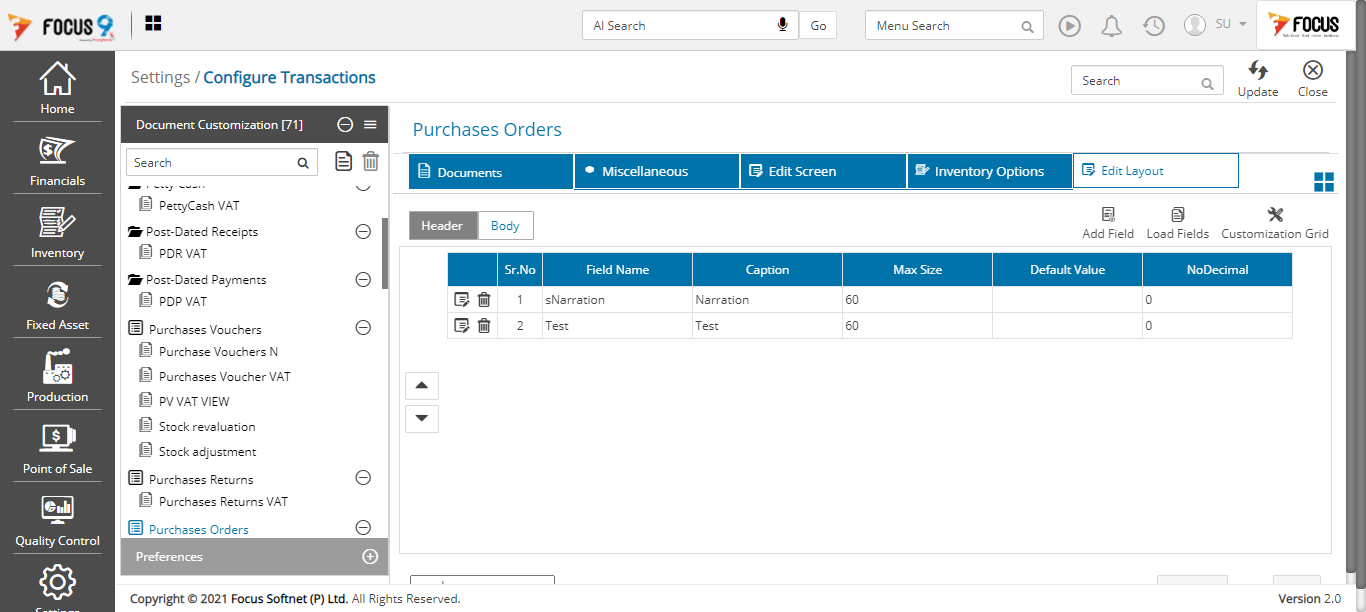 FOCUS 9
AI Search
Go
Menu Search
SU
FOCUS
Home
Financials
Inventory
Fixed Asset
Production
Point of Sale
Quality Control
Settings
Settings / Configure Transactions
Search
Update
Close
Document Customization [71]
Search
Petty Cash
PettyCash VAT
Post-Dated Receipts
PDR VAT
Post-Dated Payments
PDP VAT
Purchases Vouchers
Purchase Vouchers N
Purchases Voucher VAT
PV VAT VIEW
Stock revaluation
Stock adjustment
Purchases Returns
Purchases Returns VAT
Purchases Orders
Preferences
Purchases Orders
Documents
Miscellaneous
Edit Screen
Inventory Options
Edit Layout
Header
Body
Add Field
Load Fields
Customization Grid
Sr.No Field Name Caption Max Size Default Value NoDecimal
1 sNarration Narration 60 0
2 Test Test 60 0
Copyright © 2021 Focus Softnet (P) Ltd. All Rights Reserved.
Version 2.0